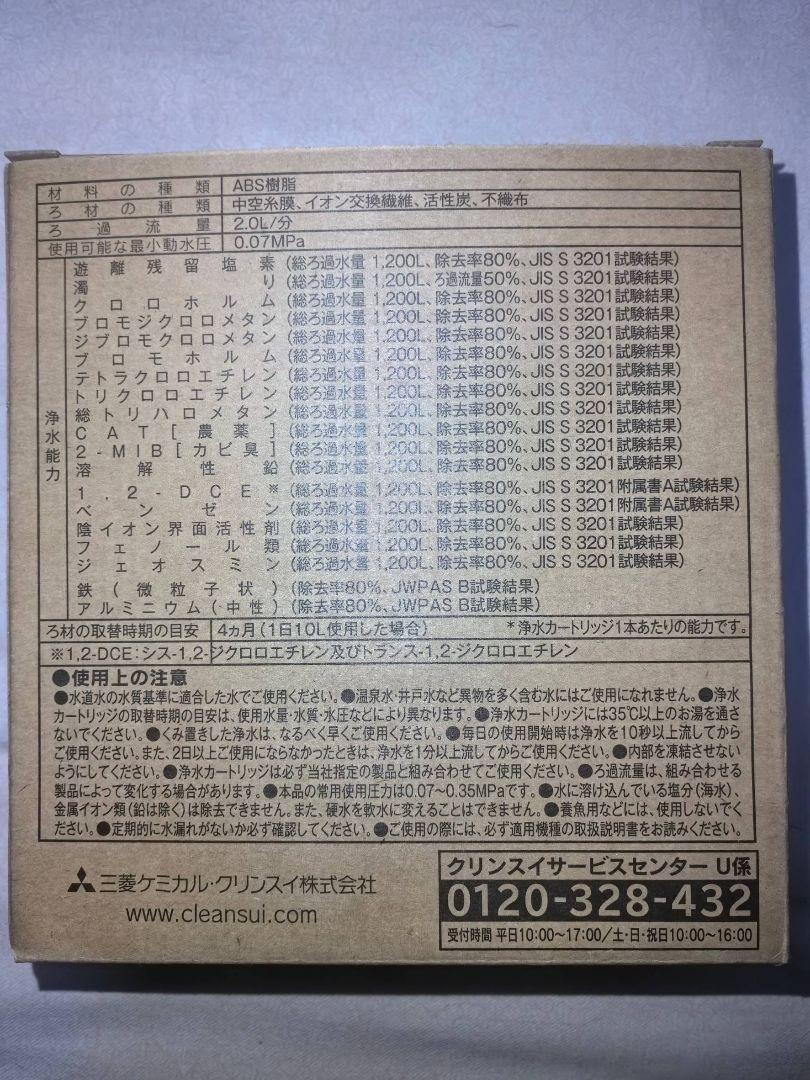 材料の種類 ABS樹脂
ろ材の種類 中空糸膜、イオン交換繊維、活性炭、不織布
ろ過流量 2.0L/分
使用可能な最小動水圧 0.07MPa
浄水能力
遊離残留塩素 (総ろ過水量 1,200L、除去率80%、JIS S 3201試験結果)
濁り (総ろ過水量 1,200L、ろ過流量50%、JIS S 3201試験結果)
クロロホルム (総ろ過水量 1,200L、除去率80%、JIS S 3201試験結果)
ブロモジクロロメタン (総ろ過水量 1,200L、除去率80%、JIS S 3201試験結果)
ジブロモクロロメタン (総ろ過水量 1,200L、除去率80%、JIS S 3201試験結果)
ブロモホルム (総ろ過水量 1,200L、除去率80%、JIS S 3201試験結果)
テトラクロロエチレン (総ろ過水量 1,200L、除去率80%、JIS S 3201試験結果)
トリクロロエチレン (総ろ過水量 1,200L、除去率80%、JIS S 3201試験結果)
総トリハロメタン (総ろ過水量 1,200L、除去率80%、JIS S 3201試験結果)
CAT[農薬] (総ろ過水量 1,200L、除去率80%、JIS S 3201試験結果)
2-MIB[カビ臭] (総ろ過水量 1,200L、除去率80%、JIS S 3201試験結果)
溶解性鉛 (総ろ過水量 1,200L、除去率80%、JIS S 3201試験結果)
1,2-DCE※ (総ろ過水量 1,200L、除去率80%、JIS S 3201附属書A試験結果)
ベンゼン (総ろ過水量 1,200L、除去率80%、JIS S 3201附属書A試験結果)
陰イオン界面活性剤 (総ろ過水量 1,200L、除去率80%、JIS S 3201試験結果)
フェノール類 (総ろ過水量 1,200L、除去率80%、JIS S 3201試験結果)
ジェオスミン (総ろ過水量 1,200L、除去率80%、JIS S 3201試験結果)
鉄(微粒子状) (除去率80%、JWPAS B試験結果)
アルミニウム(中性) (除去率80%、JWPAS B試験結果)
ろ材の取替時期の目安 4ヵ月(1日10L使用した場合) *浄水カートリッジ1本あたりの能力です。
※1,2-DCE:シス-1,2-ジクロロエチレン及びトランス-1,2-ジクロロエチレン
●使用上の注意
●水道水の水質基準に適合した水でご使用ください。●温泉水・井戸水など異物を多く含む水にはご使用になれません。●浄水
カートリッジの取替時期の目安は、使用水量・水質・水圧などにより異なります。●浄水カートリッジには35℃以上のお湯を通さ
ないでください。●くみ置きした浄水は、なるべく早くご使用ください。●毎日の使用開始時は浄水を10秒以上流してから
ご使用ください。また、2日以上ご使用にならなかったときは、浄水を1分以上流してからご使用ください。●内部を凍結させない
ようにしてください。●浄水カートリッジは必ず当社指定の製品と組み合わせてご使用ください。●ろ過流量は、組み合わせる
製品によって変化する場合があります。●本品の常用使用圧力は0.07〜0.35MPaです。●水に溶け込んでいる塩分(海水)、
金属イオン類(鉛は除く)は除去できません。また、硬水を軟水に変えることはできません。●養魚用などには、使用しないでく
ださい。●定期的に水漏れがないか必ず確認してください。●ご使用の際には、必ず適用機種の取扱説明書をお読みください。
三菱ケミカル・クリンスイ株式会社
www.cleansui.com
クリンスイサービスセンター U係
0120-328-432
受付時間 平日10:00〜17:00/土・日・祝日10:00〜16:00